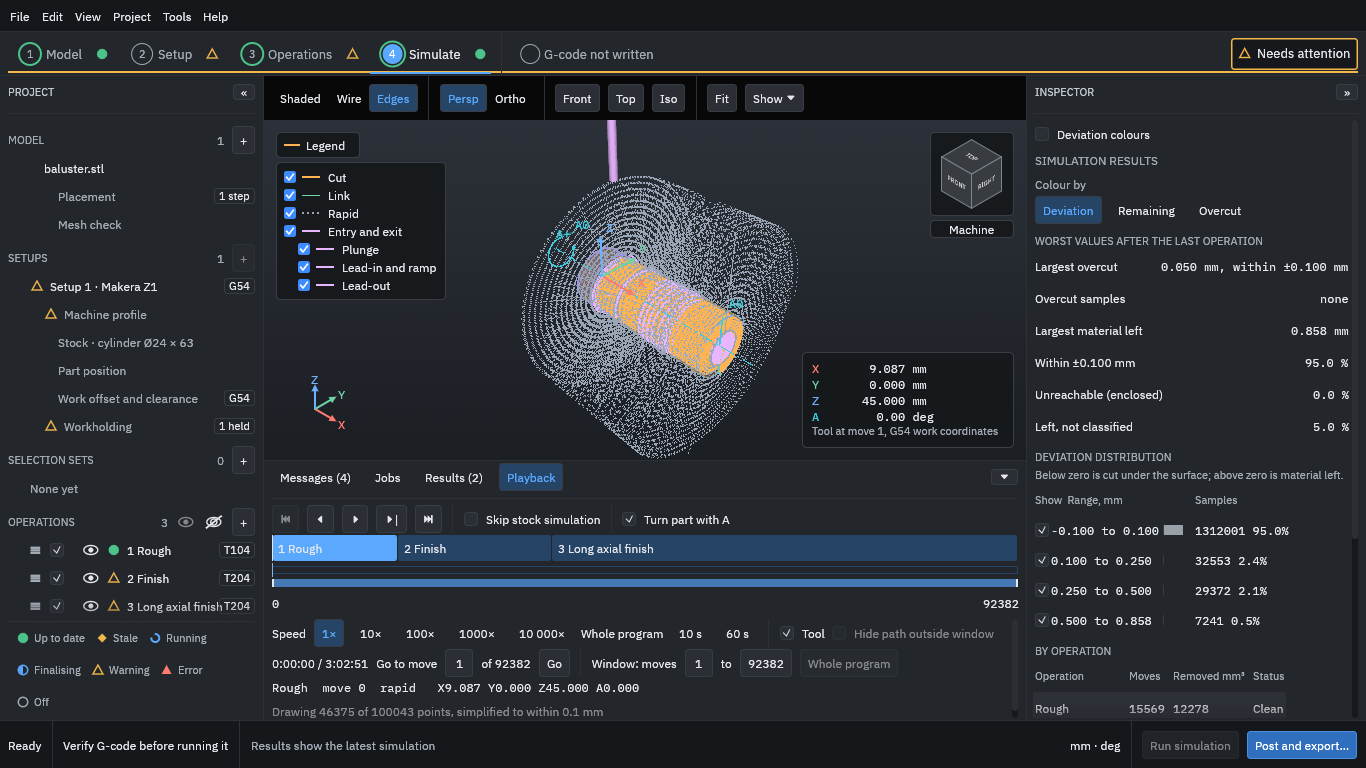 File Edit View Project Tools Help
1 Model 2 Setup 3 Operations 4 Simulate G-code not written Needs attention
PROJECT «
MODEL 1 +
baluster.stl
Placement 1 step
Mesh check
SETUPS 1 +
Setup 1 · Makera Z1 G54
Machine profile
Stock · cylinder Ø24 × 63
Part position
Work offset and clearance G54
Workholding 1 held
SELECTION SETS 0 +
None yet
OPERATIONS 3 +
1 Rough T104
2 Finish T204
3 Long axial finish T204
Up to date Stale Running
Finalising Warning Error
Off
Shaded Wire Edges Persp Ortho Front Top Iso Fit Show
Legend
Cut
Link
Rapid
Entry and exit
Plunge
Lead-in and ramp
Lead-out
A+ A0
A0
Z
Y
X
TOP
FRONT RIGHT
Machine
X 9.087 mm
Y 0.000 mm
Z 45.000 mm
A 0.00 deg
Tool at move 1, G54 work coordinates
Messages (4) Jobs Results (2) Playback
Skip stock simulation Turn part with A
1 Rough 2 Finish 3 Long axial finish
0 92382
Speed 1× 10× 100× 1000× 10 000× Whole program 10 s 60 s Tool Hide path outside window
0:00:00 / 3:02:51 Go to move 1 of 92382 Go Window: moves 1 to 92382 Whole program
Rough move 0 rapid X9.087 Y0.000 Z45.000 A0.000
Drawing 46375 of 100043 points, simplified to within 0.1 mm
INSPECTOR »
Deviation colours
SIMULATION RESULTS
Colour by
Deviation Remaining Overcut
WORST VALUES AFTER THE LAST OPERATION
Largest overcut 0.050 mm, within ±0.100 mm
Overcut samples none
Largest material left 0.858 mm
Within ±0.100 mm 95.0 %
Unreachable (enclosed) 0.0 %
Left, not classified 5.0 %
DEVIATION DISTRIBUTION
Below zero is cut under the surface; above zero is material left.
Show Range, mm Samples
-0.100 to 0.100 1312001 95.0%
0.100 to 0.250 32553 2.4%
0.250 to 0.500 29372 2.1%
0.500 to 0.858 7241 0.5%
BY OPERATION
Operation Moves Removed mm³ Status
Rough 15569 12278 Clean
Ready Verify G-code before running it Results show the latest simulation mm · deg Run simulation Post and export...